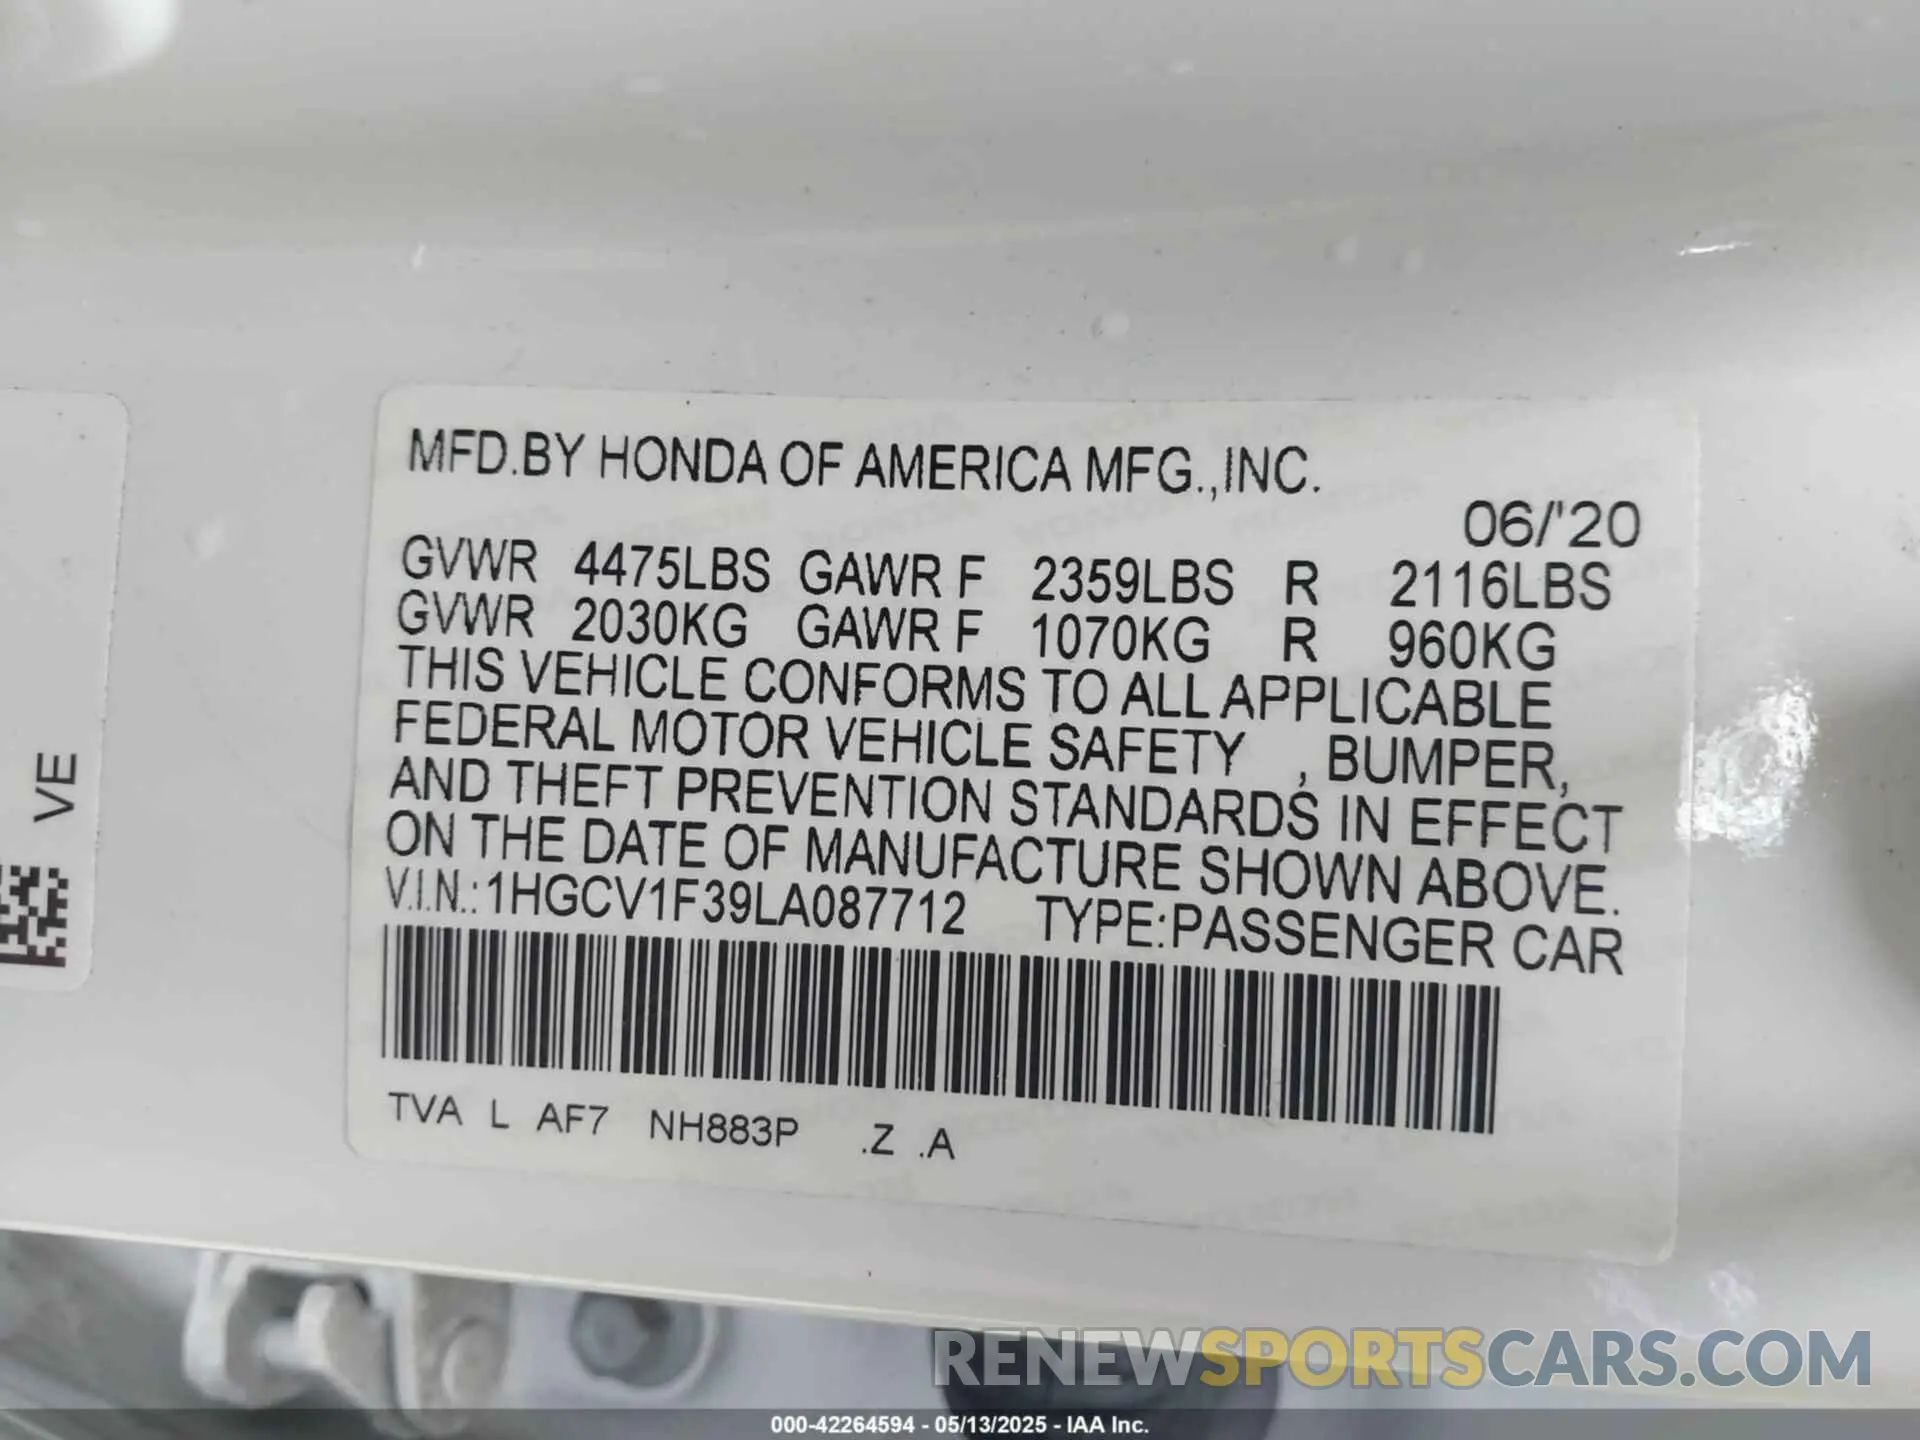 MFD.BY HONDA OF AMERICA MFG.,INC.
06/'20
GVWR 4475LBS GAWR F 2359LBS R 2116LBS
GVWR 2030KG GAWR F 1070KG R 960KG
THIS VEHICLE CONFORMS TO ALL APPLICABLE
FEDERAL MOTOR VEHICLE SAFETY , BUMPER,
AND THEFT PREVENTION STANDARDS IN EFFECT
ON THE DATE OF MANUFACTURE SHOWN ABOVE.
V.I.N.:1HGCV1F39LA087712 TYPE:PASSENGER CAR
TVA L AF7 NH883P .Z .A
VE
RENEWSPORTSCARS.COM
000-42264594 - 05/13/2025 - IAA Inc.